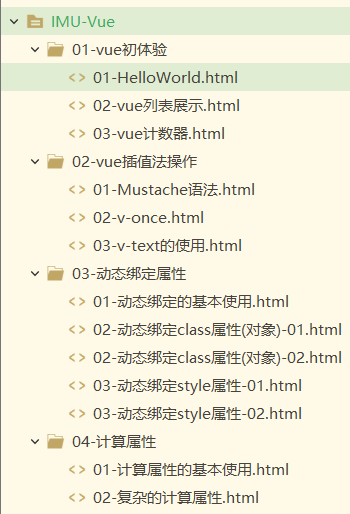 IMU-Vue
01-vue初体验
01-HelloWorld.html
02-vue列表展示.html
03-vue计数器.html
02-vue插值法操作
01-Mustache语法.html
02-v-once.html
03-v-text的使用.html
03-动态绑定属性
01-动态绑定的基本使用.html
02-动态绑定class属性(对象)-01.html
02-动态绑定class属性(对象)-02.html
03-动态绑定style属性-01.html
03-动态绑定style属性-02.html
04-计算属性
01-计算属性的基本使用.html
02-复杂的计算属性.html